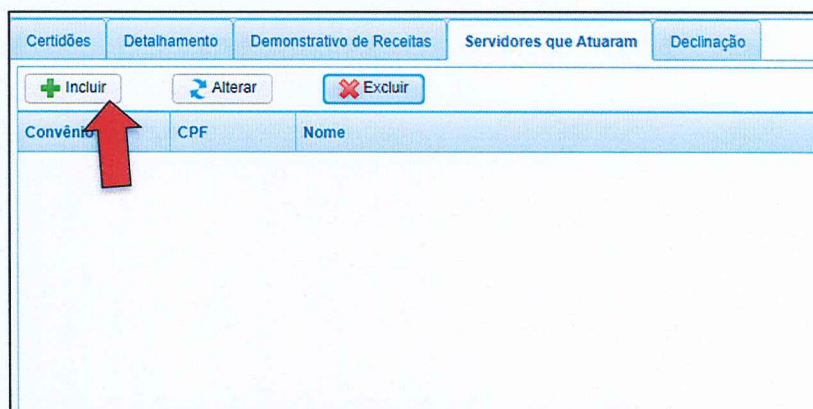 Certidões Detalhamento Demonstrativo de Receitas Servidores que Atuaram Declinação
Incluir Alterar Excluir
Convênio CPF Nome